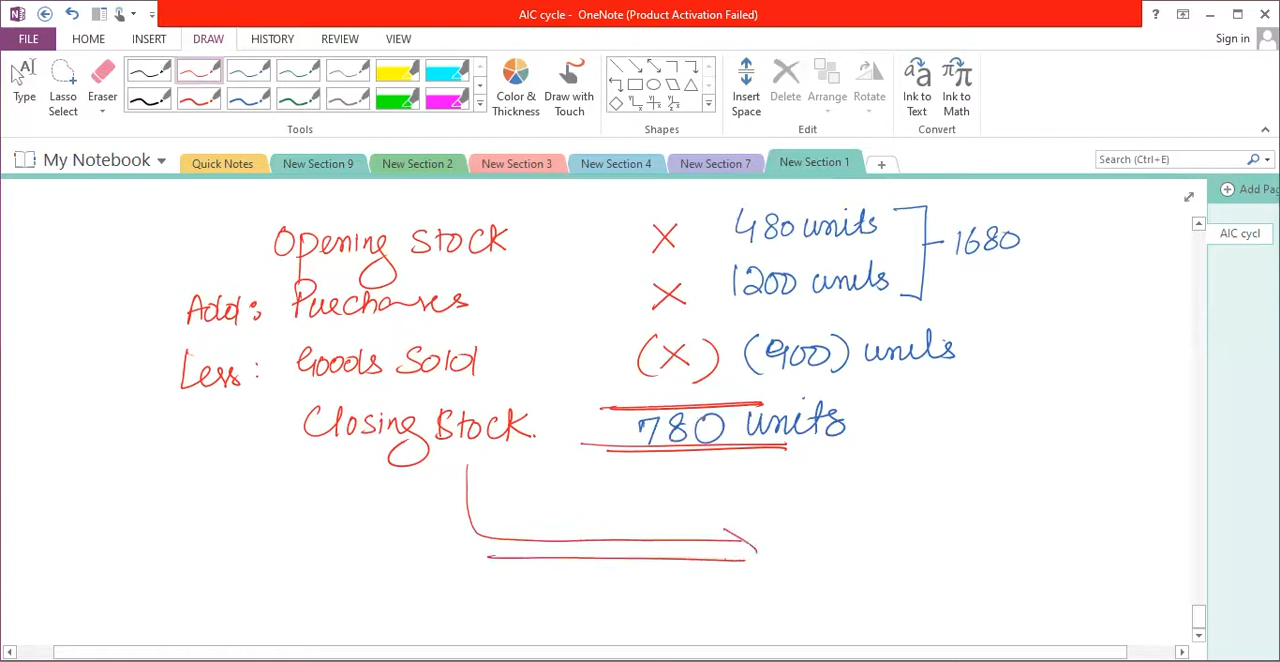 AIC cycle - OneNote (Product Activation Failed)
FILE HOME INSERT DRAW HISTORY REVIEW VIEW
Sign in
Type
Lasso Select
Eraser
Color & Thickness
Draw with Touch
Insert Space
Delete
Arrange
Rotate
Ink to Text
Ink to Math
Tools
Shapes
Edit
Convert
My Notebook
Quick Notes
New Section 9
New Section 2
New Section 3
New Section 4
New Section 7
New Section 1
Search (Ctrl+E)
Add Pag
AIC cycl
Opening Stock X 480 units
1680
Add: Purchases X 1200 units
Less: Goods Sold (X) (900) units
Closing Stock. 780 units